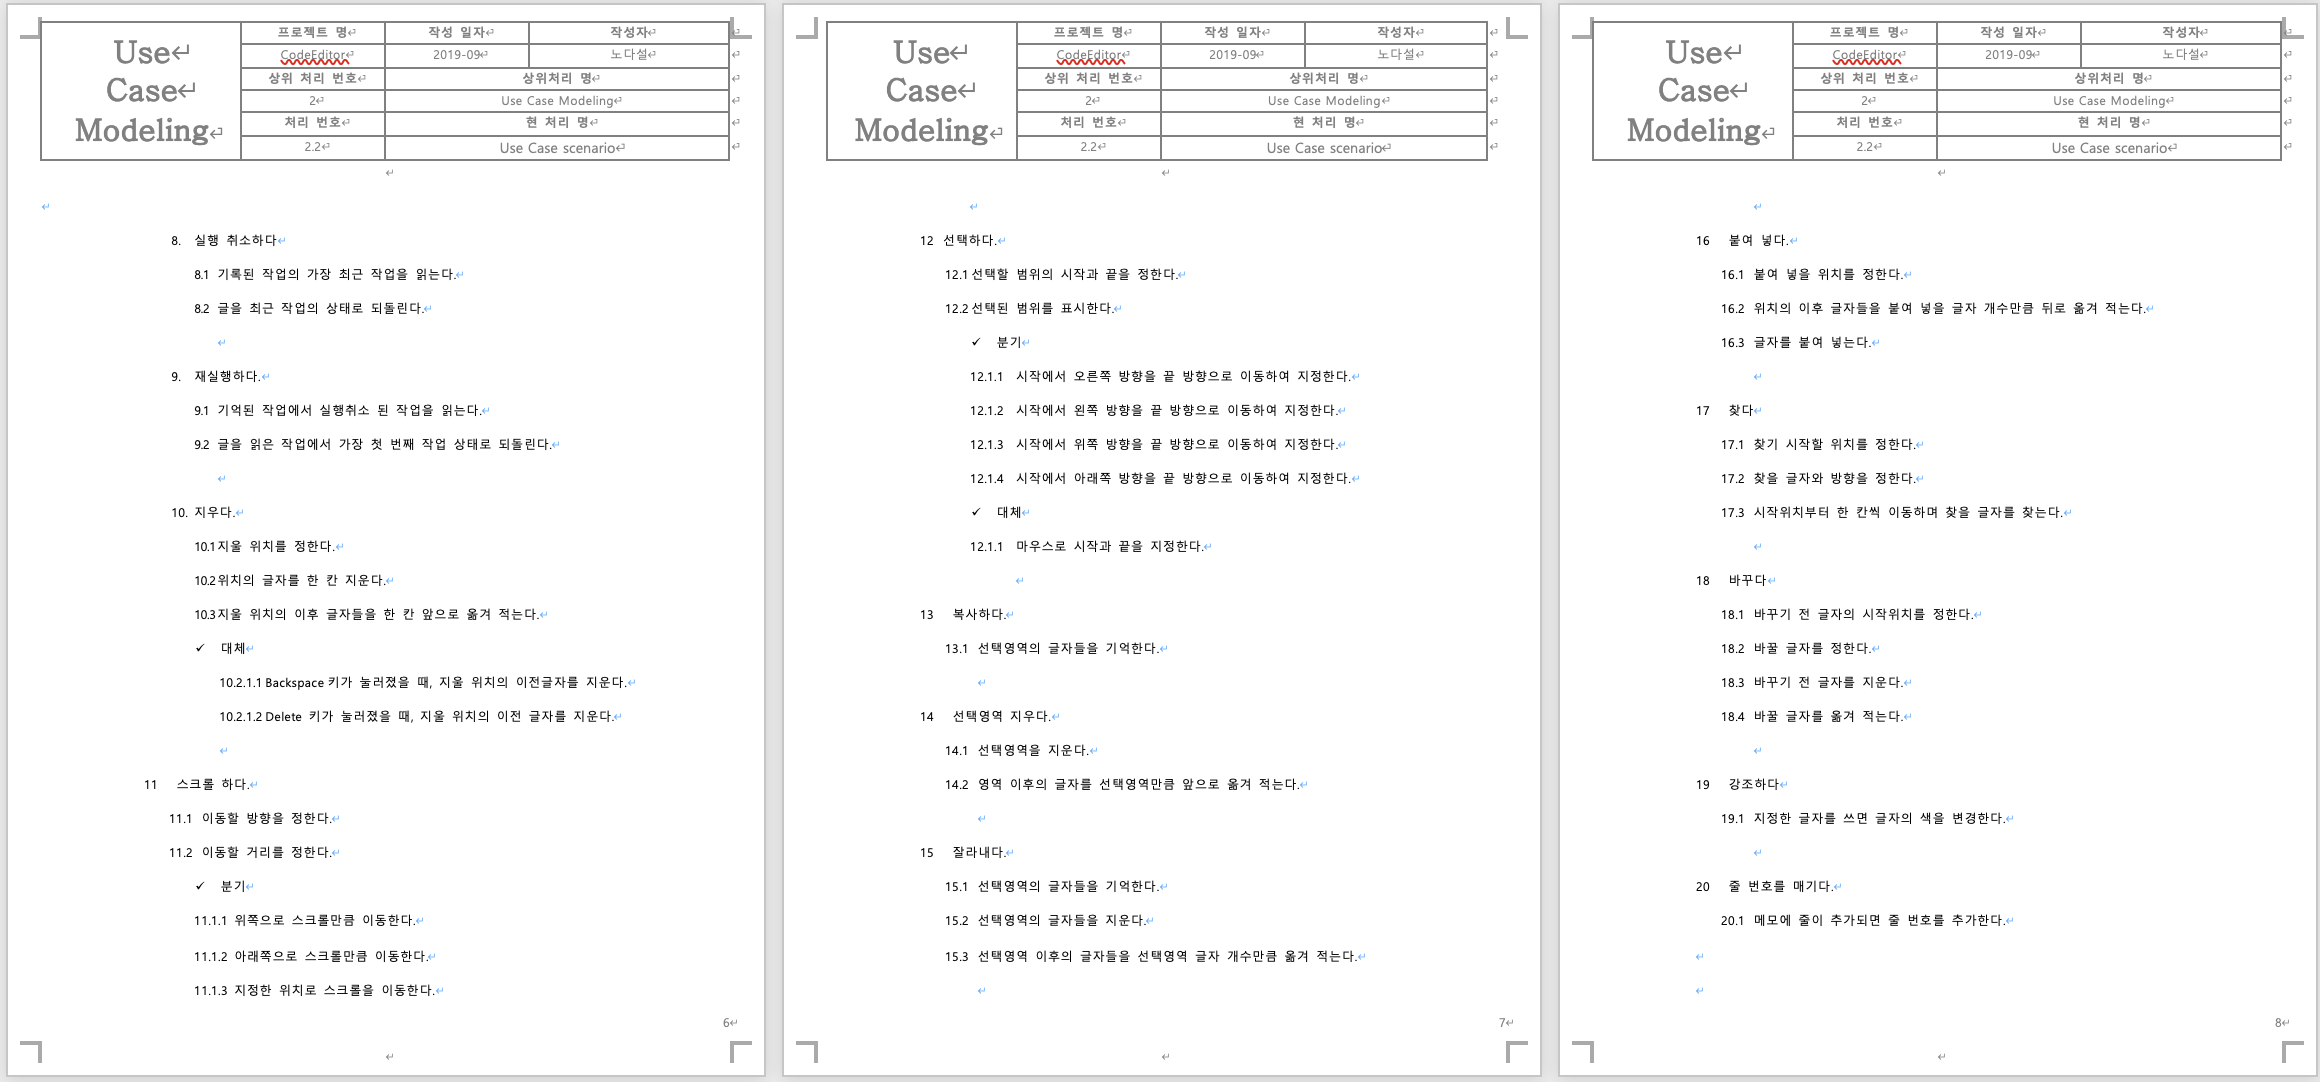 Use
Case
Modeling
프로젝트 명 작성 일자 작성자
CodeEditor 2019-09 노다설
상위 처리 번호 상위처리 명
2 Use Case Modeling
처리 번호 현 처리 명
2.2 Use Case scenario
8. 실행 취소하다
8.1 기록된 작업의 가장 최근 작업을 읽는다.
8.2 글을 최근 작업의 상태로 되돌린다.
9. 재실행하다.
9.1 기억된 작업에서 실행취소 된 작업을 읽는다.
9.2 글을 읽은 작업에서 가장 첫 번째 작업 상태로 되돌린다.
10. 지우다.
10.1 지울 위치를 정한다.
10.2 위치의 글자를 한 칸 지운다.
10.3 지울 위치의 이후 글자들을 한 칸 앞으로 옮겨 적는다.
✓ 대체
10.2.1.1 Backspace 키가 눌러졌을 때, 지울 위치의 이전글자를 지운다.
10.2.1.2 Delete 키가 눌러졌을 때, 지울 위치의 이전 글자를 지운다.
11 스크롤 하다.
11.1 이동할 방향을 정한다.
11.2 이동할 거리를 정한다.
✓ 분기
11.1.1 위쪽으로 스크롤만큼 이동한다.
11.1.2 아래쪽으로 스크롤만큼 이동한다.
11.1.3 지정한 위치로 스크롤을 이동한다.
6
Use
Case
Modeling
프로젝트 명 작성 일자 작성자
CodeEditor 2019-09 노다설
상위 처리 번호 상위처리 명
2 Use Case Modeling
처리 번호 현 처리 명
2.2 Use Case scenario
12 선택하다.
12.1 선택할 범위의 시작과 끝을 정한다.
12.2 선택된 범위를 표시한다.
✓ 분기
12.1.1 시작에서 오른쪽 방향을 끝 방향으로 이동하여 지정한다.
12.1.2 시작에서 왼쪽 방향을 끝 방향으로 이동하여 지정한다.
12.1.3 시작에서 위쪽 방향을 끝 방향으로 이동하여 지정한다.
12.1.4 시작에서 아래쪽 방향을 끝 방향으로 이동하여 지정한다.
✓ 대체
12.1.1 마우스로 시작과 끝을 지정한다.
13 복사하다.
13.1 선택영역의 글자들을 기억한다.
14 선택영역 지우다.
14.1 선택영역을 지운다.
14.2 영역 이후의 글자를 선택영역만큼 앞으로 옮겨 적는다.
15 잘라내다.
15.1 선택영역의 글자들을 기억한다.
15.2 선택영역의 글자들을 지운다.
15.3 선택영역 이후의 글자들을 선택영역 글자 개수만큼 옮겨 적는다.
7
Use
Case
Modeling
프로젝트 명 작성 일자 작성자
CodeEditor 2019-09 노다설
상위 처리 번호 상위처리 명
2 Use Case Modeling
처리 번호 현 처리 명
2.2 Use Case scenario
16 붙여 넣다.
16.1 붙여 넣을 위치를 정한다.
16.2 위치의 이후 글자들을 붙여 넣을 글자 개수만큼 뒤로 옮겨 적는다.
16.3 글자를 붙여 넣는다.
17 찾다
17.1 찾기 시작할 위치를 정한다.
17.2 찾을 글자와 방향을 정한다.
17.3 시작위치부터 한 칸씩 이동하며 찾을 글자를 찾는다.
18 바꾸다
18.1 바꾸기 전 글자의 시작위치를 정한다.
18.2 바꿀 글자를 정한다.
18.3 바꾸기 전 글자를 지운다.
18.4 바꿀 글자를 옮겨 적는다.
19 강조하다
19.1 지정한 글자를 쓰면 글자의 색을 변경한다.
20 줄 번호를 매기다.
20.1 메모에 줄이 추가되면 줄 번호를 추가한다.
8